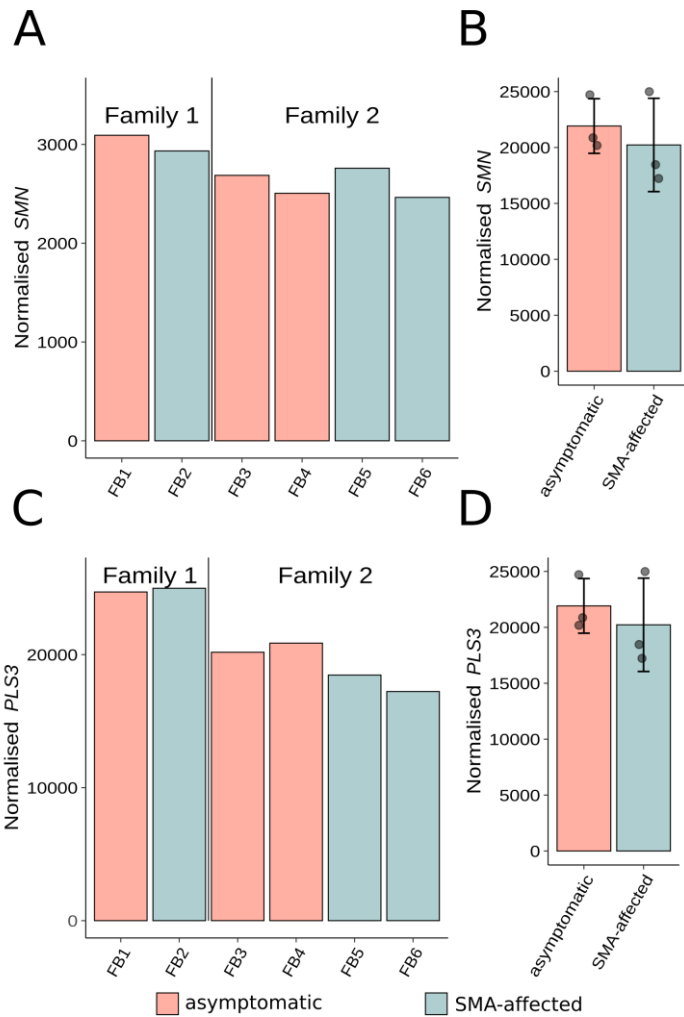 A
Family 1
Family 2
3000
2000
1000
0
Normalised SMN
FB1
FB2
FB3
FB4
FB5
FB6
B
25000
20000
15000
10000
5000
0
Normalised SMN
asymptomatic
SMA-affected
C
Family 1
Family 2
20000
10000
0
Normalised PLS3
FB1
FB2
FB3
FB4
FB5
FB6
D
25000
20000
15000
10000
5000
0
Normalised PLS3
asymptomatic
SMA-affected
asymptomatic
SMA-affected